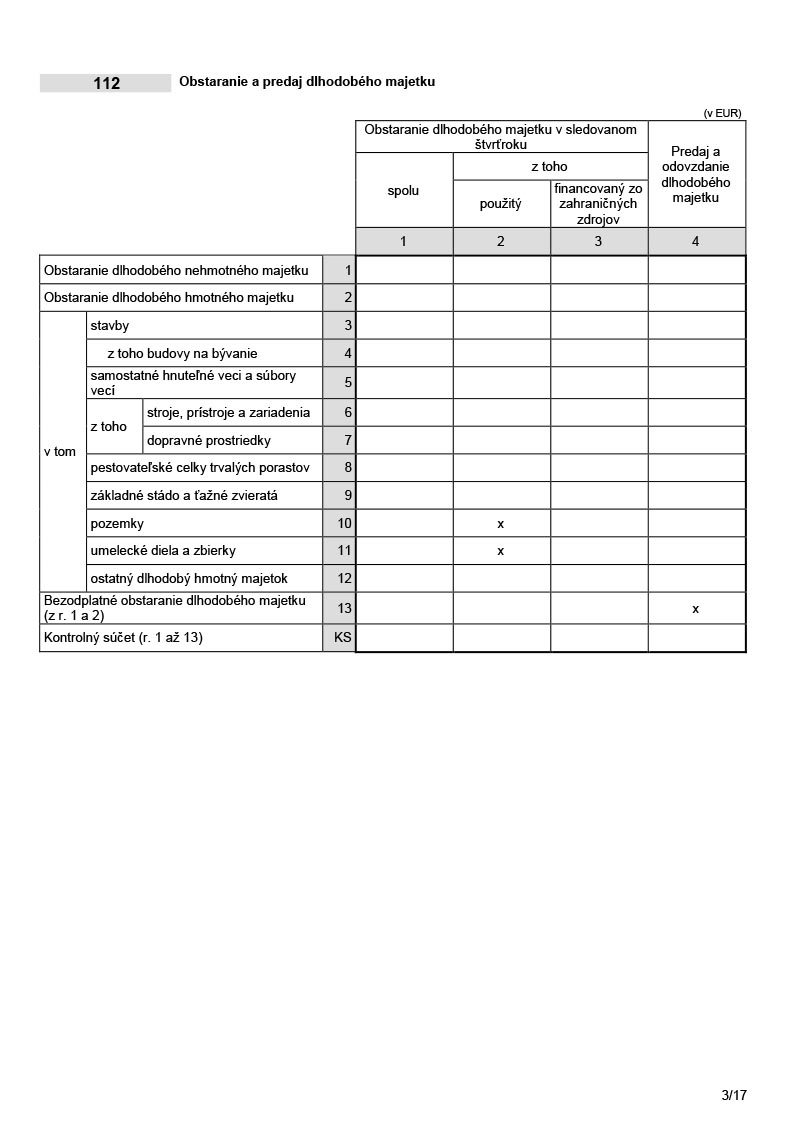 112 Obstaranie a predaj dlhodobého majetku
(v EUR)
Obstaranie dlhodobého majetku v sledovanom
štvrťroku
Predaj a
odovzdanie
dlhodobého
majetku
spolu
z toho
použitý
financovaný zo
zahraničných
zdrojov
1 2 3 4
Obstaranie dlhodobého nehmotného majetku 1
Obstaranie dlhodobého hmotného majetku 2
v tom
stavby 3
z toho budovy na bývanie 4
samostatné hnuteľné veci a súbory
vecí 5
z toho
stroje, prístroje a zariadenia 6
dopravné prostriedky 7
pestovateľské celky trvalých porastov 8
základné stádo a ťažné zvieratá 9
pozemky 10 x
umelecké diela a zbierky 11 x
ostatný dlhodobý hmotný majetok 12
Bezodplatné obstaranie dlhodobého majetku
(z r. 1 a 2) 13 x
Kontrolný súčet (r. 1 až 13) KS
3/17